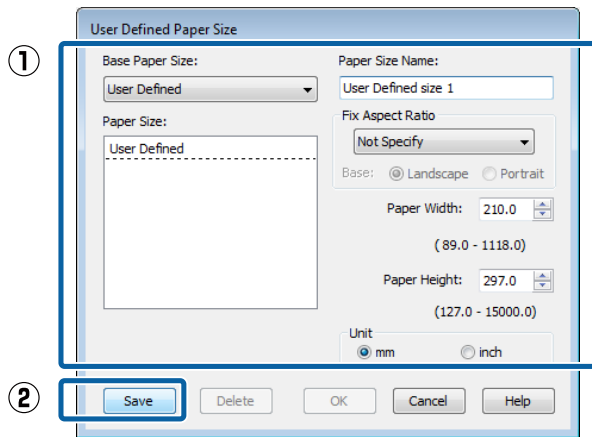 User Defined Paper Size
①
Base Paper Size:
User Defined
Paper Size:
User Defined
Paper Size Name:
User Defined size 1
Fix Aspect Ratio
Not Specify
Base: Landscape Portrait
Paper Width: 210.0
( 89.0 - 1118.0)
Paper Height: 297.0
(127.0 - 15000.0)
Unit
mm inch
②
Save Delete OK Cancel Help